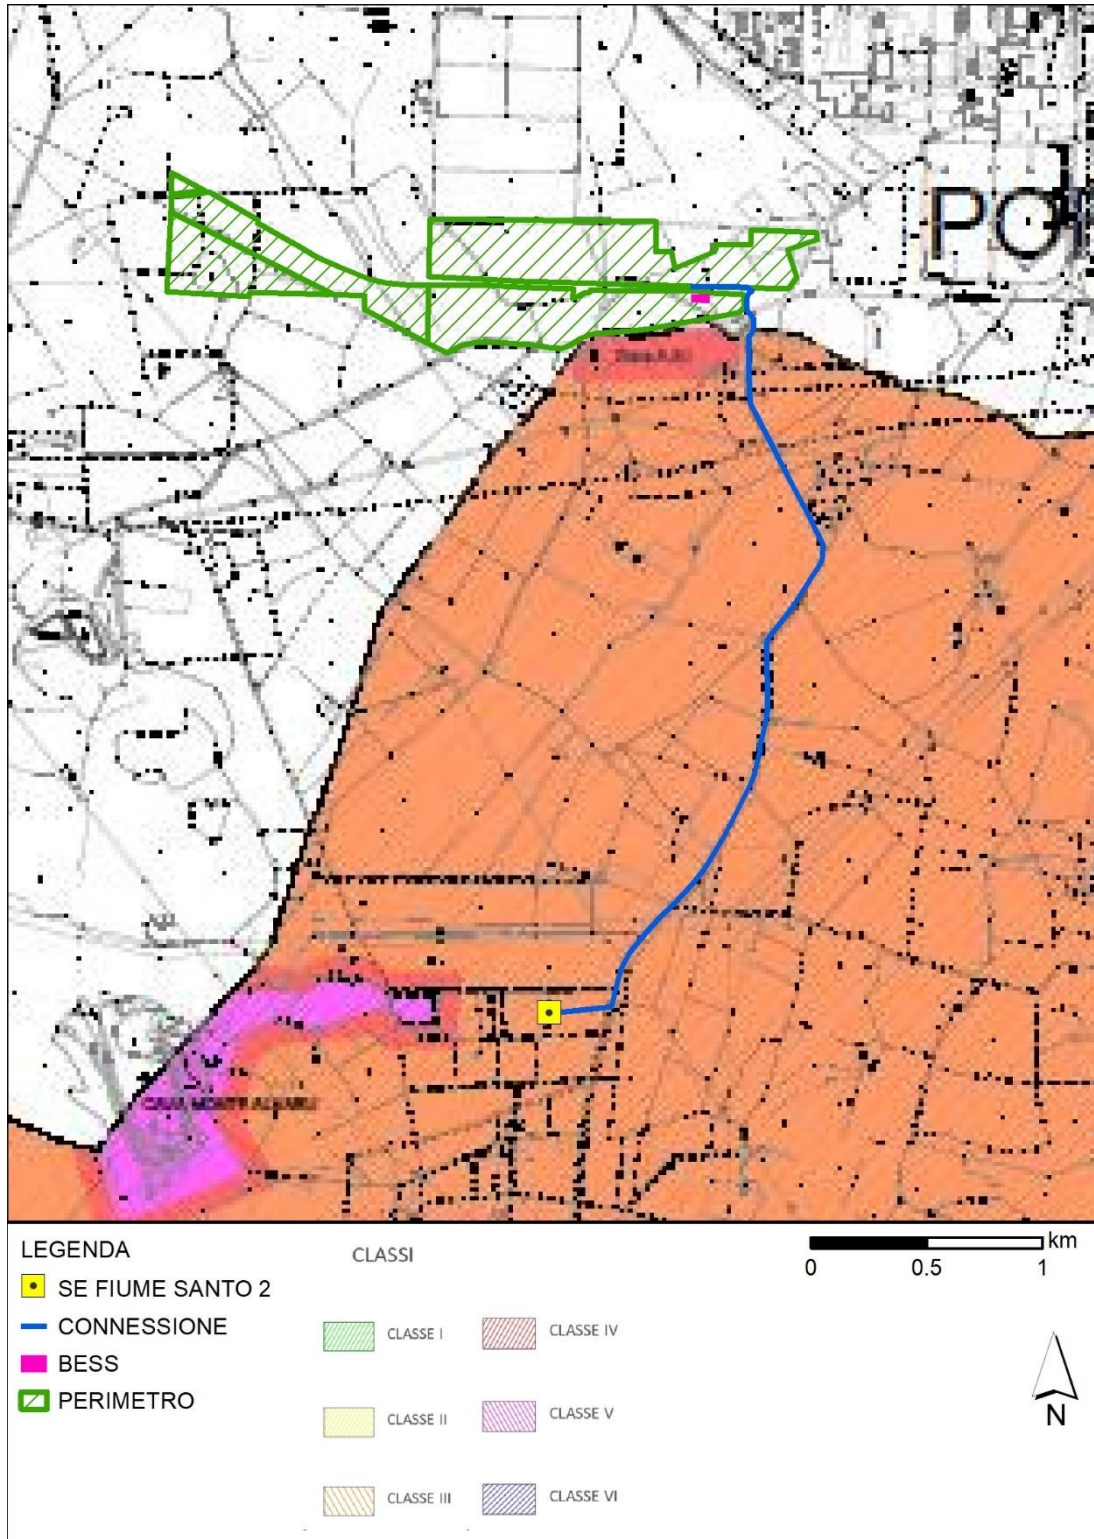 PO
LEGENDA
SE FIUME SANTO 2
CONNESSIONE
BESS
PERIMETRO
CLASSI
CLASSE I
CLASSE II
CLASSE III
CLASSE IV
CLASSE V
CLASSE VI
km
0 0.5 1
N